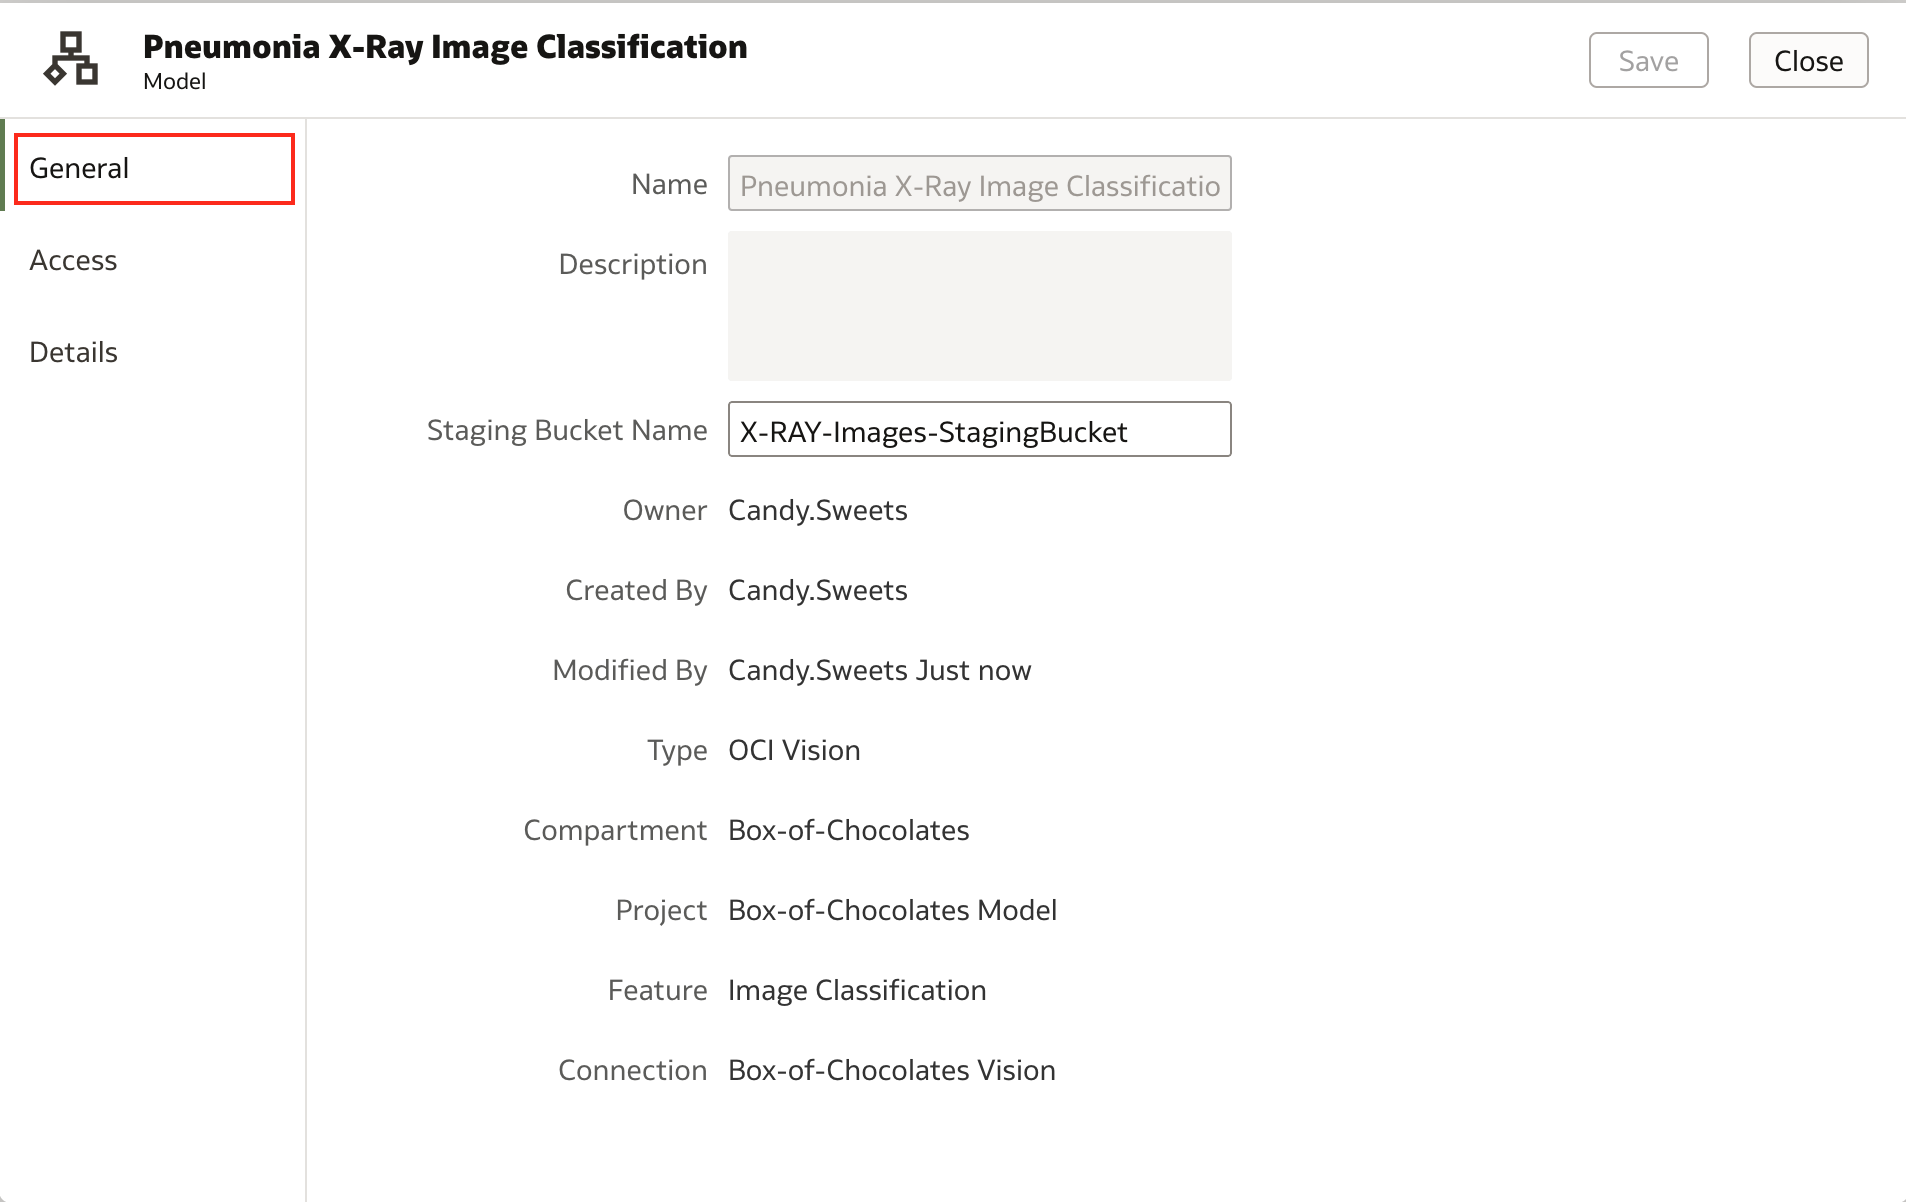 Pneumonia X-Ray Image Classification
Model
Save
Close
General
Access
Details
Name Pneumonia X-Ray Image Classificatio
Description
Staging Bucket Name X-RAY-Images-StagingBucket
Owner Candy.Sweets
Created By Candy.Sweets
Modified By Candy.Sweets Just now
Type OCI Vision
Compartment Box-of-Chocolates
Project Box-of-Chocolates Model
Feature Image Classification
Connection Box-of-Chocolates Vision